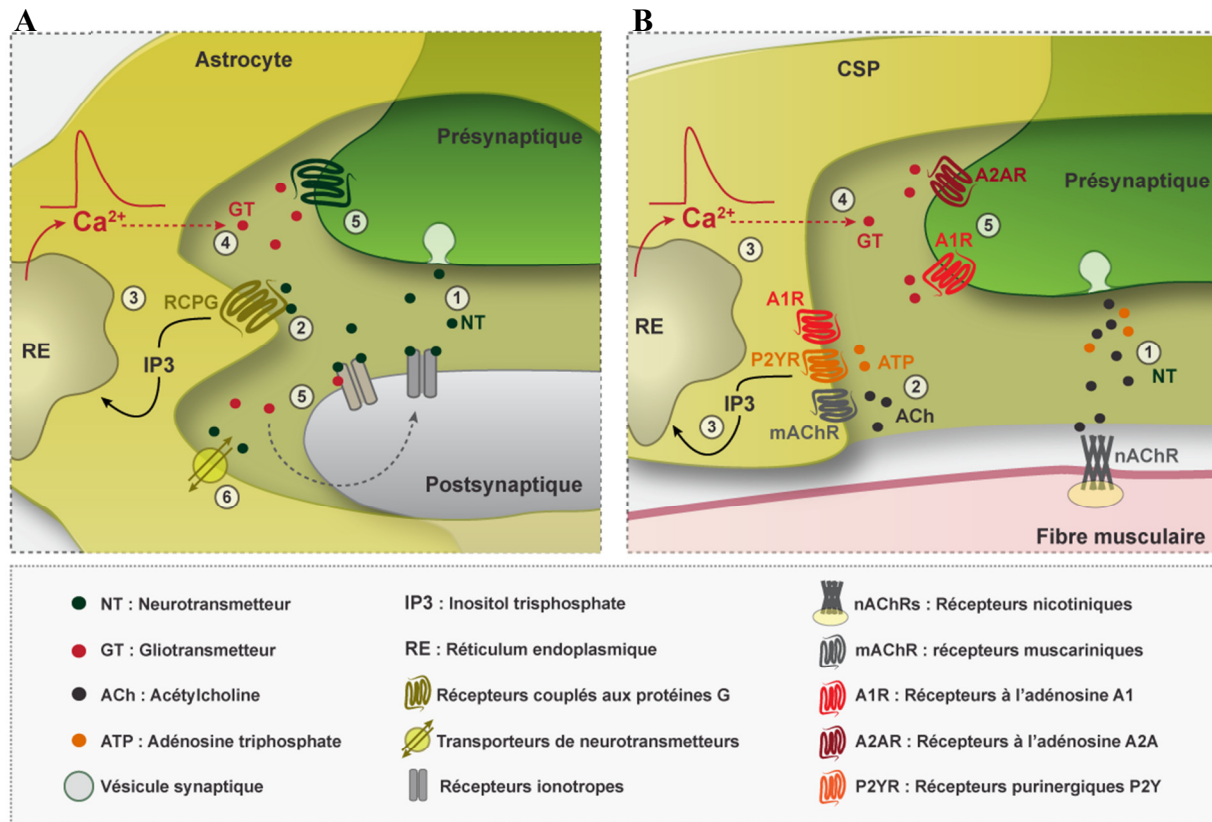 A
Astrocyte
Présynaptique
Ca²⁺
GT
4
5
3
RCPG
2
1
NT
RE
IP3
5
Postsynaptique
6
B
CSP
A2AR
Présynaptique
4
Ca²⁺
GT
5
3
A1R
A1R
RE
P2YR
ATP
1
NT
2
IP3
ACh
3
mAChR
nAChR
Fibre musculaire
NT : Neurotransmetteur
GT : Gliotransmetteur
ACh : Acétylcholine
ATP : Adénosine triphosphate
Vésicule synaptique
IP3 : Inositol trisphosphate
RE : Réticulum endoplasmique
Récepteurs couplés aux protéines G
Transporteurs de neurotransmetteurs
Récepteurs ionotropes
nAChRs : Récepteurs nicotiniques
mAChR : récepteurs muscariniques
A1R : Récepteurs à l'adénosine A1
A2AR : Récepteurs à l'adénosine A2A
P2YR : Récepteurs purinergiques P2Y